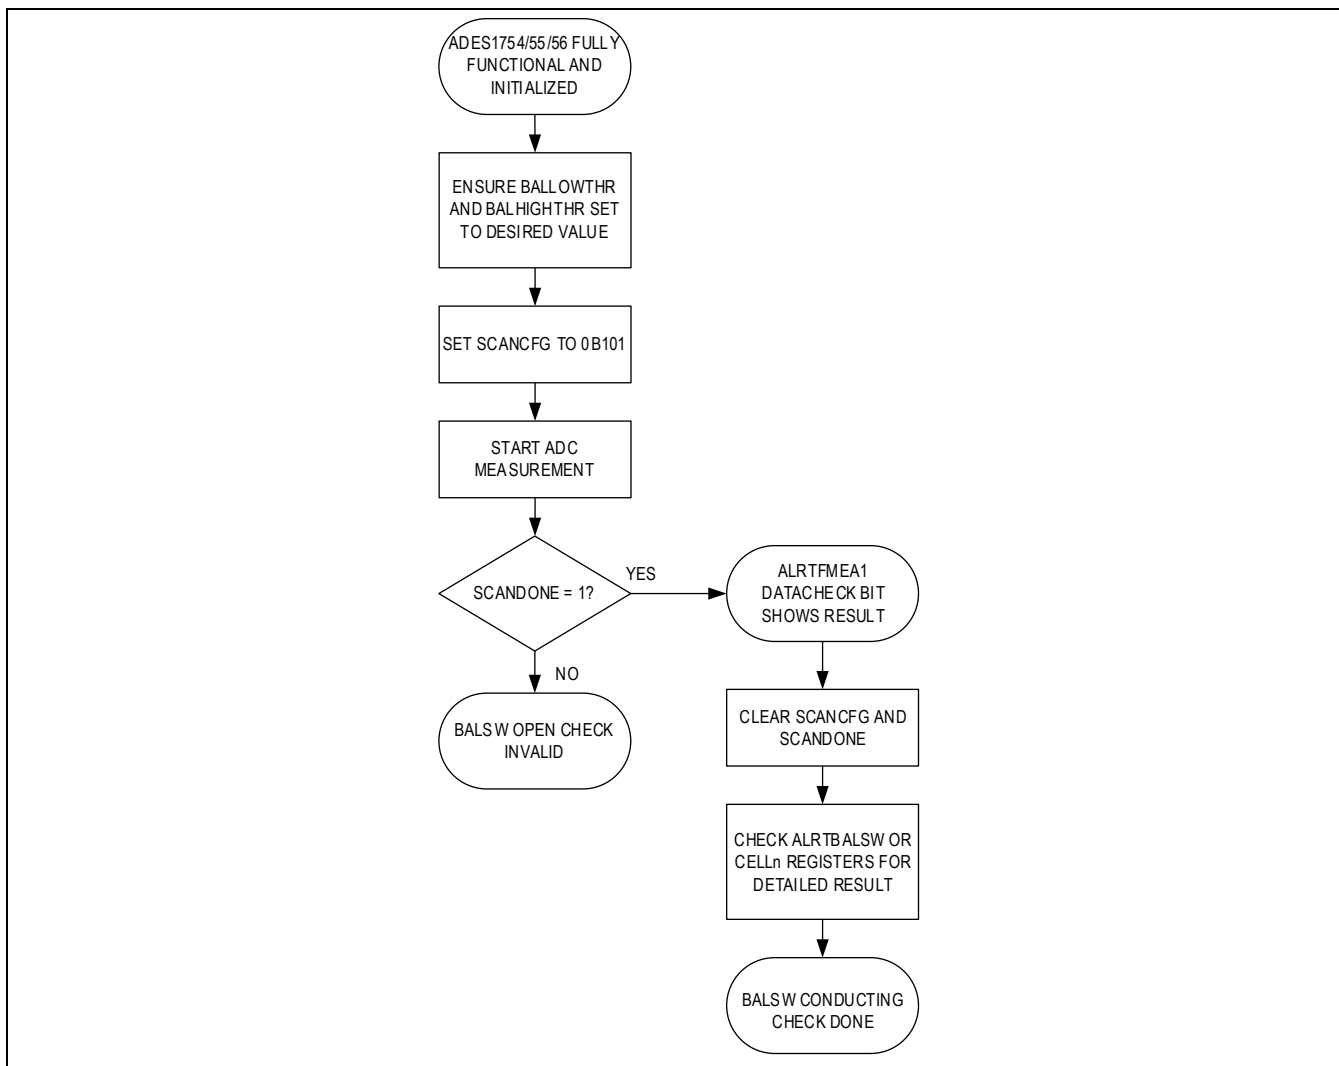 ADES1754/55/56 FULLY
FUNCTIONAL AND
INITIALIZED
ENSURE BALLOWTHR
AND BALHIGHTHR SET
TO DESIRED VALUE
SET SCANCFG TO 0B101
START ADC
MEASUREMENT
SCANDONE = 1?
YES
NO
BALSW OPEN CHECK
INVALID
ALRTFMEA1
DATACHECK BIT
SHOWS RESULT
CLEAR SCANCFG AND
SCANDONE
CHECK ALRTBALSW OR
CELLn REGISTERS FOR
DETAILED RESULT
BALSW CONDUCTING
CHECK DONE